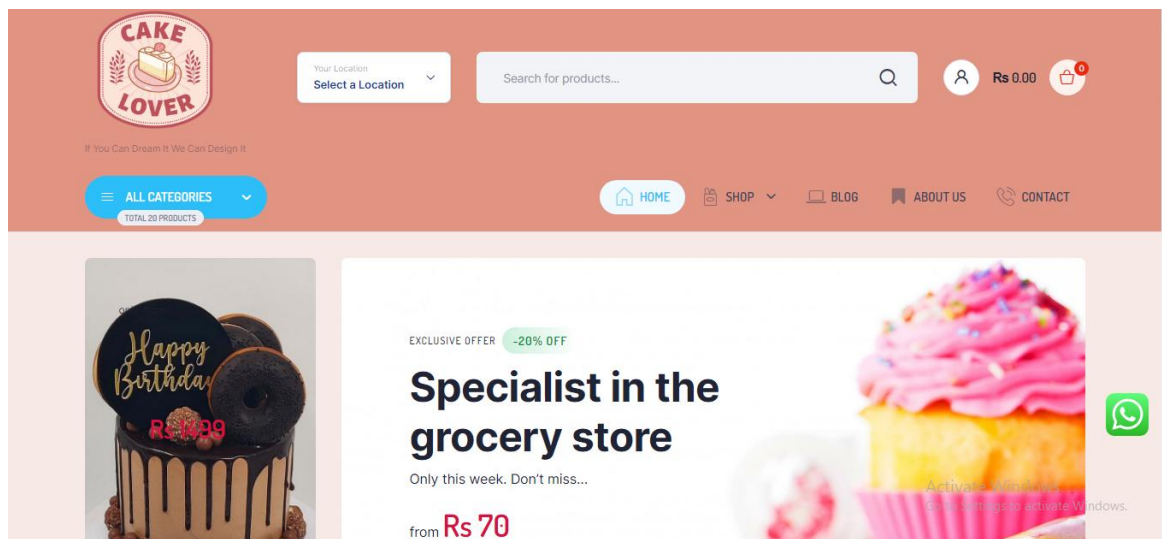 CAKE
LOVER
If You Can Dream It We Can Design It
Your Location
Select a Location
Search for products...
Rs 0.00
0
ALL CATEGORIES
TOTAL 20 PRODUCTS
HOME
SHOP
BLOG
ABOUT US
CONTACT
Happy
Birthday
Rs 1499
EXCLUSIVE OFFER -20% OFF
Specialist in the
grocery store
Only this week. Don't miss...
from Rs 70
Activate Windows
Go to Settings to activate Windows.